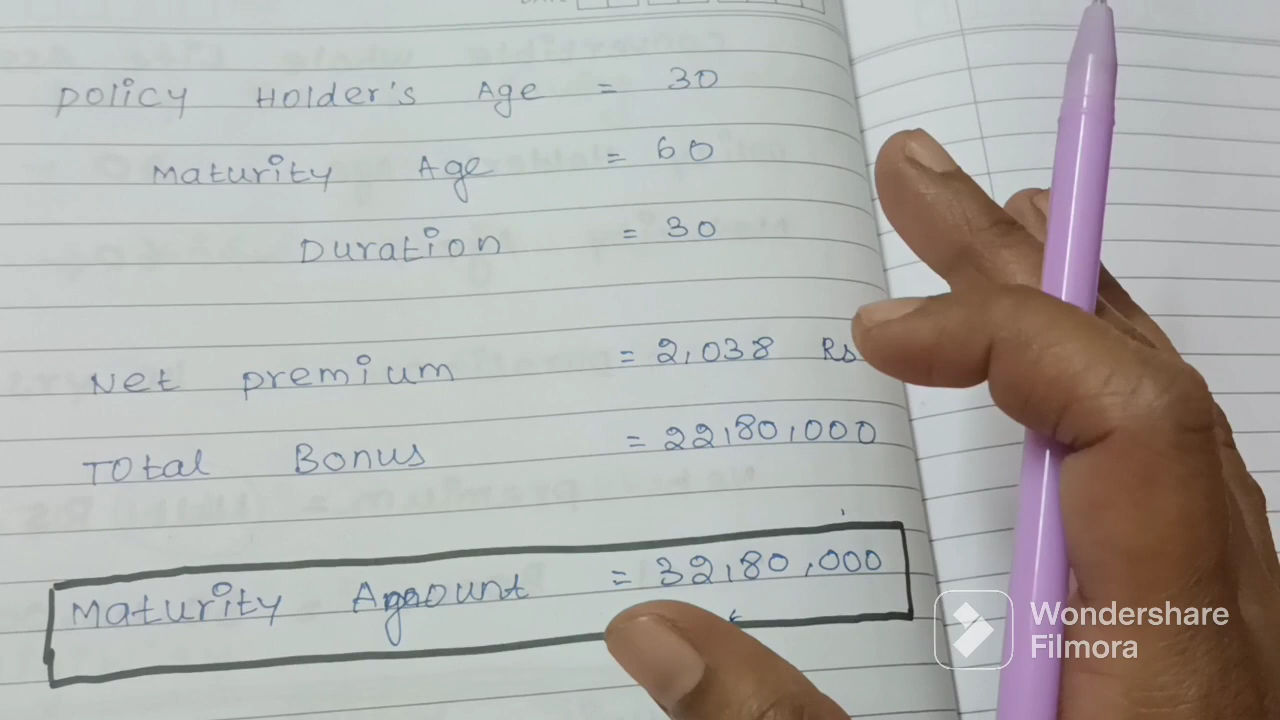 Policy Holder's Age = 30
Maturity Age = 60
Duration = 30
Net premium = 2,038 Rs
Total Bonus = 22,80,000
Maturity = 32,80,000
Wondershare
Filmora